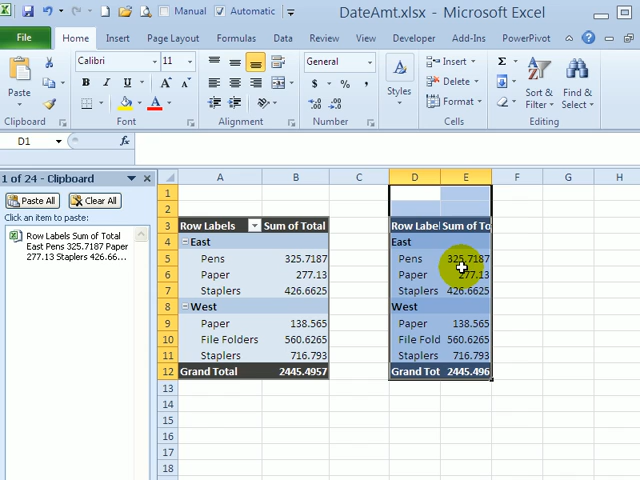 DateAmt.xlsx - Microsoft Excel
Manual
Automatic
File Home Insert Page Layout Formulas Data Review View Developer Add-Ins PowerPivot
Paste
Calibri 11
B I U
A A
General
$ % ,
Styles
Insert
Delete
Format
Σ
Sort & Filter
Find & Select
Clipboard Font Alignment Number Cells Editing
D1 fx
1 of 24 - Clipboard
Paste All Clear All
Click an item to paste:
Row Labels Sum of Total
East Pens 325.7187 Paper
277.13 Staplers 426.66...
A B C D E F G H
1
2
3 Row Labels Sum of Total Row Labe Sum of To
4 East East
5 Pens 325.7187 Pens 325.7187
6 Paper 277.13 Paper 277.13
7 Staplers 426.6625 Staplers 426.6625
8 West West
9 Paper 138.565 Paper 138.565
10 File Folders 560.6265 File Fold 560.6265
11 Staplers 716.793 Staplers 716.793
12 Grand Total 2445.4957 Grand Tot 2445.496
13
14
15
16
17
18